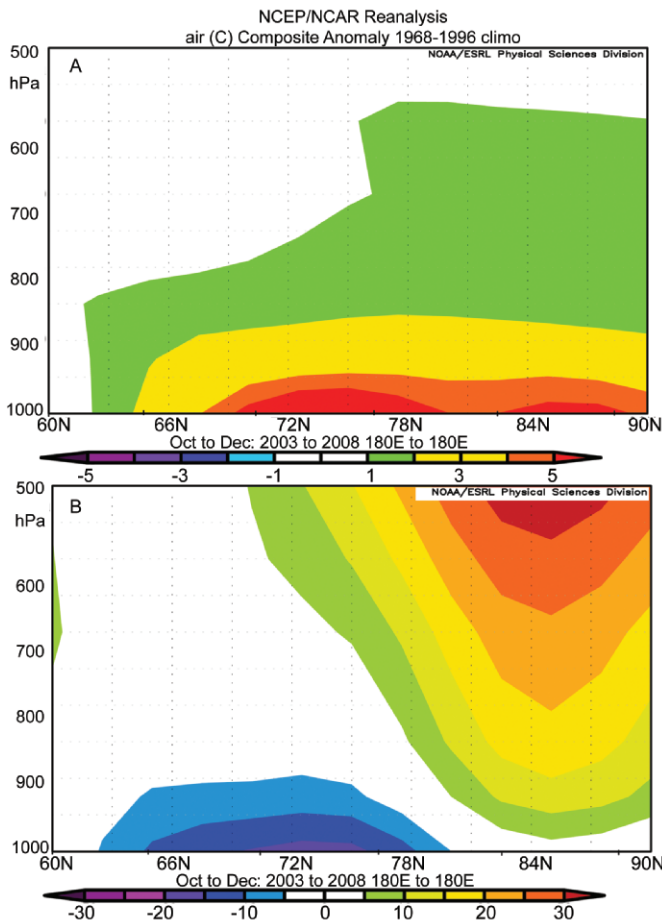 NCEP/NCAR Reanalysis
air (C) Composite Anomaly 1968-1996 climo
500
hPa
600
700
800
900
1000
A
NOAA/ESRL Physical Sciences Division
60N 66N 72N 78N 84N 90N
Oct to Dec: 2003 to 2008 180E to 180E
-5 -3 -1 1 3 5
500
hPa
600
700
800
900
1000
B
NOAA/ESRL Physical Sciences Division
60N 66N 72N 78N 84N 90N
Oct to Dec: 2003 to 2008 180E to 180E
-30 -20 -10 0 10 20 30